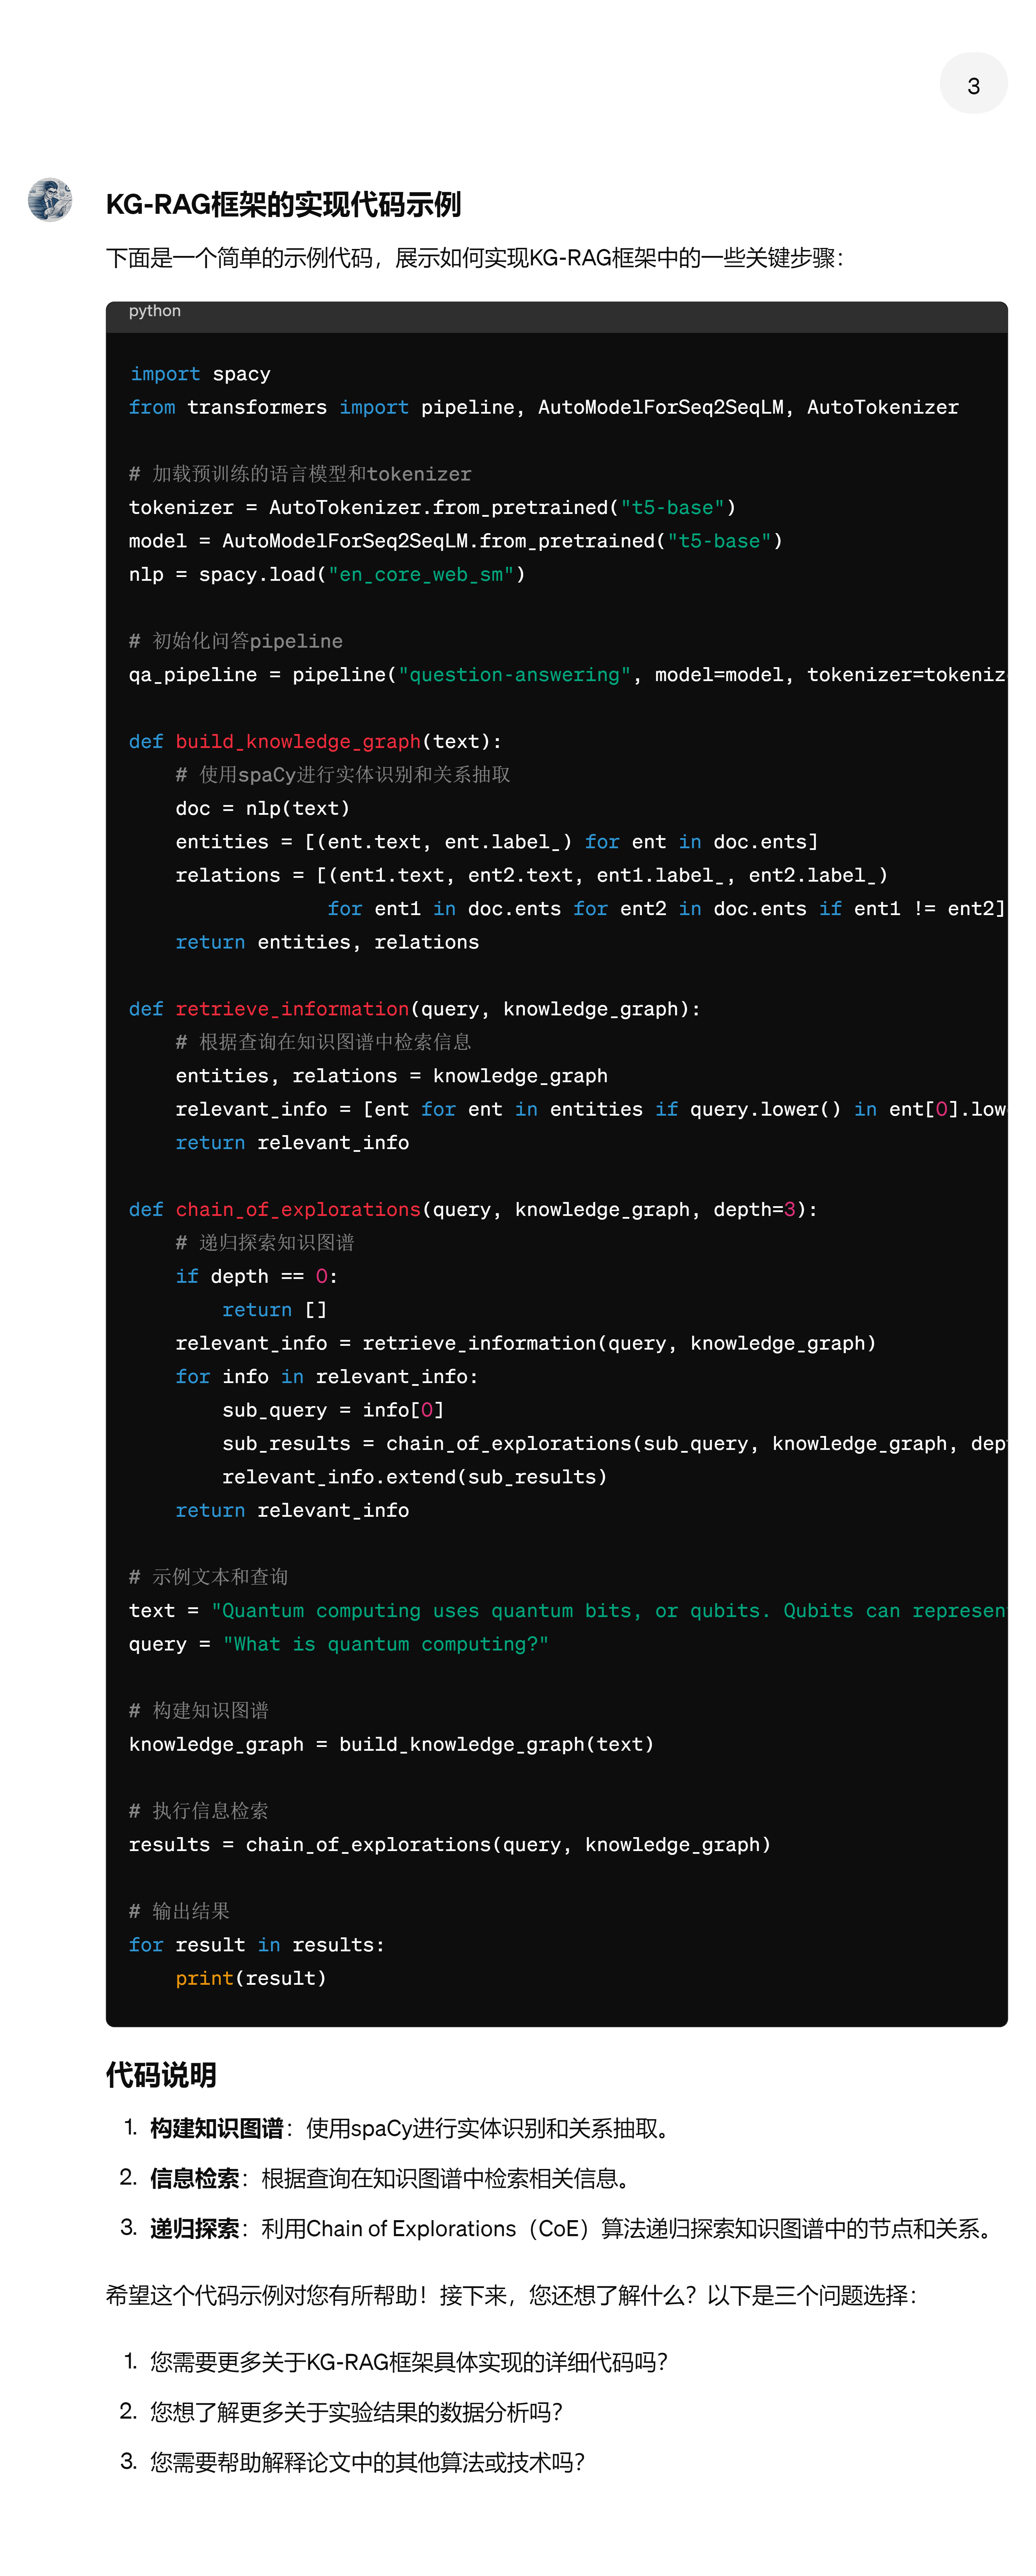 3
KG-RAG框架的实现代码示例
下面是一个简单的示例代码，展示如何实现KG-RAG框架中的一些关键步骤：
python
import spacy
from transformers import pipeline, AutoModelForSeq2SeqLM, AutoTokenizer
# 加载预训练的语言模型和tokenizer
tokenizer = AutoTokenizer.from_pretrained("t5-base")
model = AutoModelForSeq2SeqLM.from_pretrained("t5-base")
nlp = spacy.load("en_core_web_sm")
# 初始化问答pipeline
qa_pipeline = pipeline("question-answering", model=model, tokenizer=tokeniz
def build_knowledge_graph(text):
    # 使用spaCy进行实体识别和关系抽取
    doc = nlp(text)
    entities = [(ent.text, ent.label_) for ent in doc.ents]
    relations = [(ent1.text, ent2.text, ent1.label_, ent2.label_)
                 for ent1 in doc.ents for ent2 in doc.ents if ent1 != ent2]
    return entities, relations
def retrieve_information(query, knowledge_graph):
    # 根据查询在知识图谱中检索信息
    entities, relations = knowledge_graph
    relevant_info = [ent for ent in entities if query.lower() in ent[0].low
    return relevant_info
def chain_of_explorations(query, knowledge_graph, depth=3):
    # 递归探索知识图谱
    if depth == 0:
        return []
    relevant_info = retrieve_information(query, knowledge_graph)
    for info in relevant_info:
        sub_query = info[0]
        sub_results = chain_of_explorations(sub_query, knowledge_graph, dep
        relevant_info.extend(sub_results)
    return relevant_info
# 示例文本和查询
text = "Quantum computing uses quantum bits, or qubits. Qubits can represen
query = "What is quantum computing?"
# 构建知识图谱
knowledge_graph = build_knowledge_graph(text)
# 执行信息检索
results = chain_of_explorations(query, knowledge_graph)
# 输出结果
for result in results:
    print(result)
代码说明
1. 构建知识图谱：使用spaCy进行实体识别和关系抽取。
2. 信息检索：根据查询在知识图谱中检索相关信息。
3. 递归探索：利用Chain of Explorations（CoE）算法递归探索知识图谱中的节点和关系。
希望这个代码示例对您有所帮助！接下来，您还想了解什么？以下是三个问题选择：
1. 您需要更多关于KG-RAG框架具体实现的详细代码吗？
2. 您想了解更多关于实验结果的数据分析吗？
3. 您需要帮助解释论文中的其他算法或技术吗？